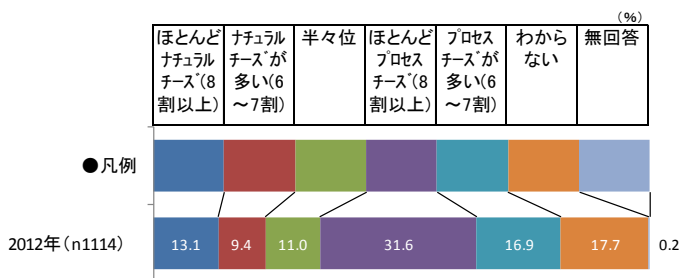 (%)
ほとんど
ナチュラル
チーズ(8
割以上)
ナチュラル
チーズが
多い(6
～7割)
半々位
ほとんど
プロセス
チーズ(8
割以上)
プロセス
チーズが
多い(6
～7割)
わから
ない
無回答
●凡例
2012年(n1114)
13.1
9.4
11.0
31.6
16.9
17.7
0.2